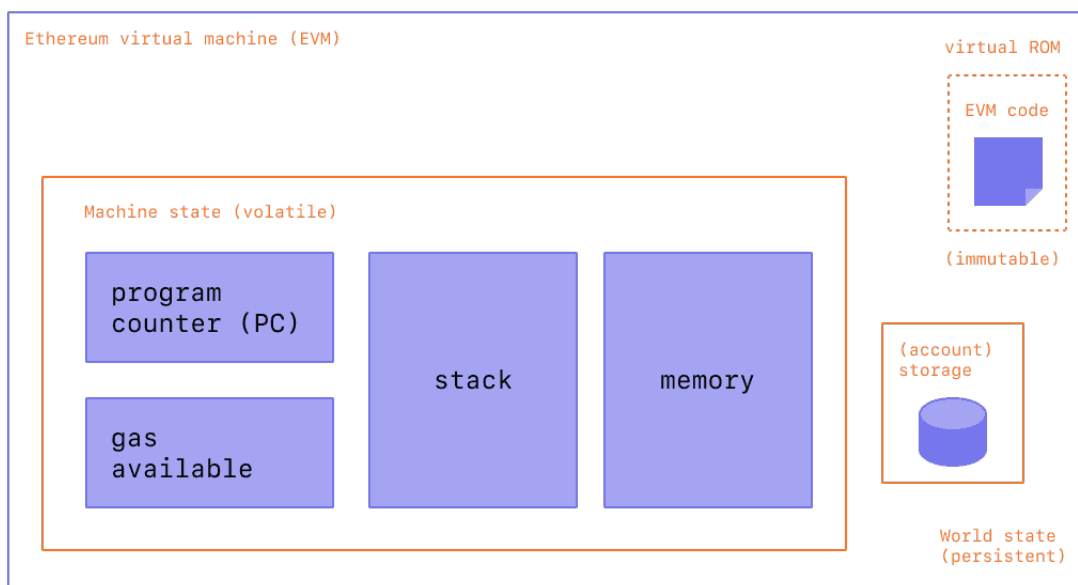 Ethereum virtual machine (EVM)
virtual ROM
EVM code
(immutable)
Machine state (volatile)
program
counter (PC)
gas
available
stack
memory
(account)
storage
World state
(persistent)